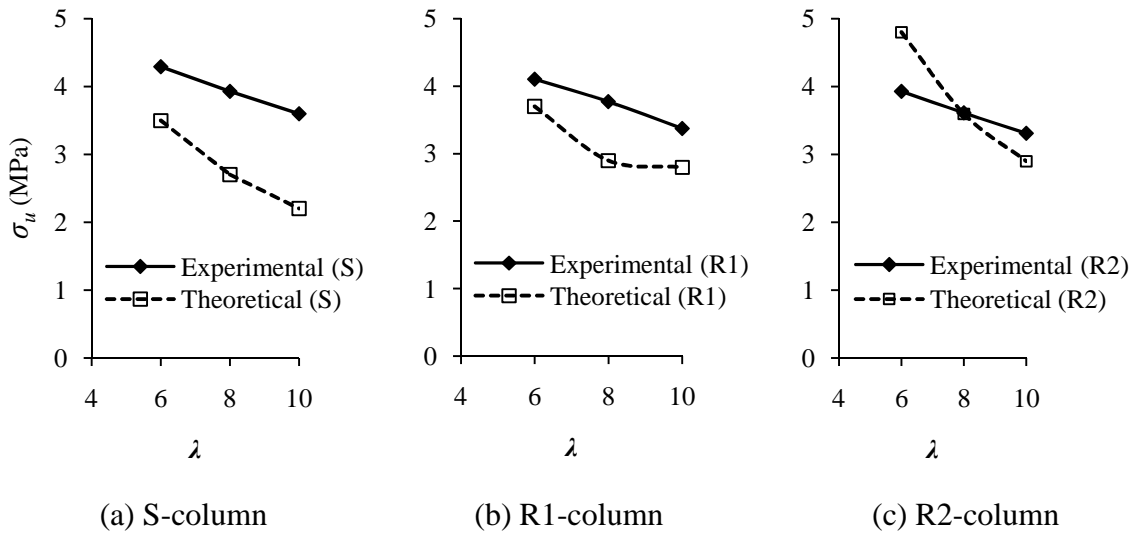 σu (MPa)
5
4
3
2
1
0
Experimental (S)
Theoretical (S)
4 6 8 10
λ
(a) S-column
5
4
3
2
1
0
Experimental (R1)
Theoretical (R1)
4 6 8 10
λ
(b) R1-column
5
4
3
2
1
0
Experimental (R2)
Theoretical (R2)
4 6 8 10
λ
(c) R2-column